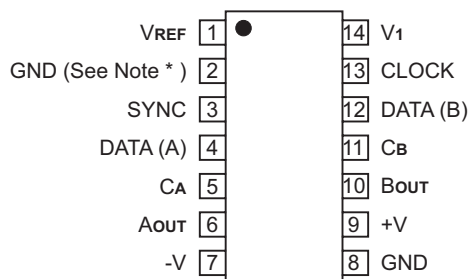 VREF 1 14 V1
GND (See Note * ) 2 13 CLOCK
SYNC 3 12 DATA (B)
DATA (A) 4 11 CB
CA 5 10 BOUT
AOUT 6 9 +V
-V 7 8 GND